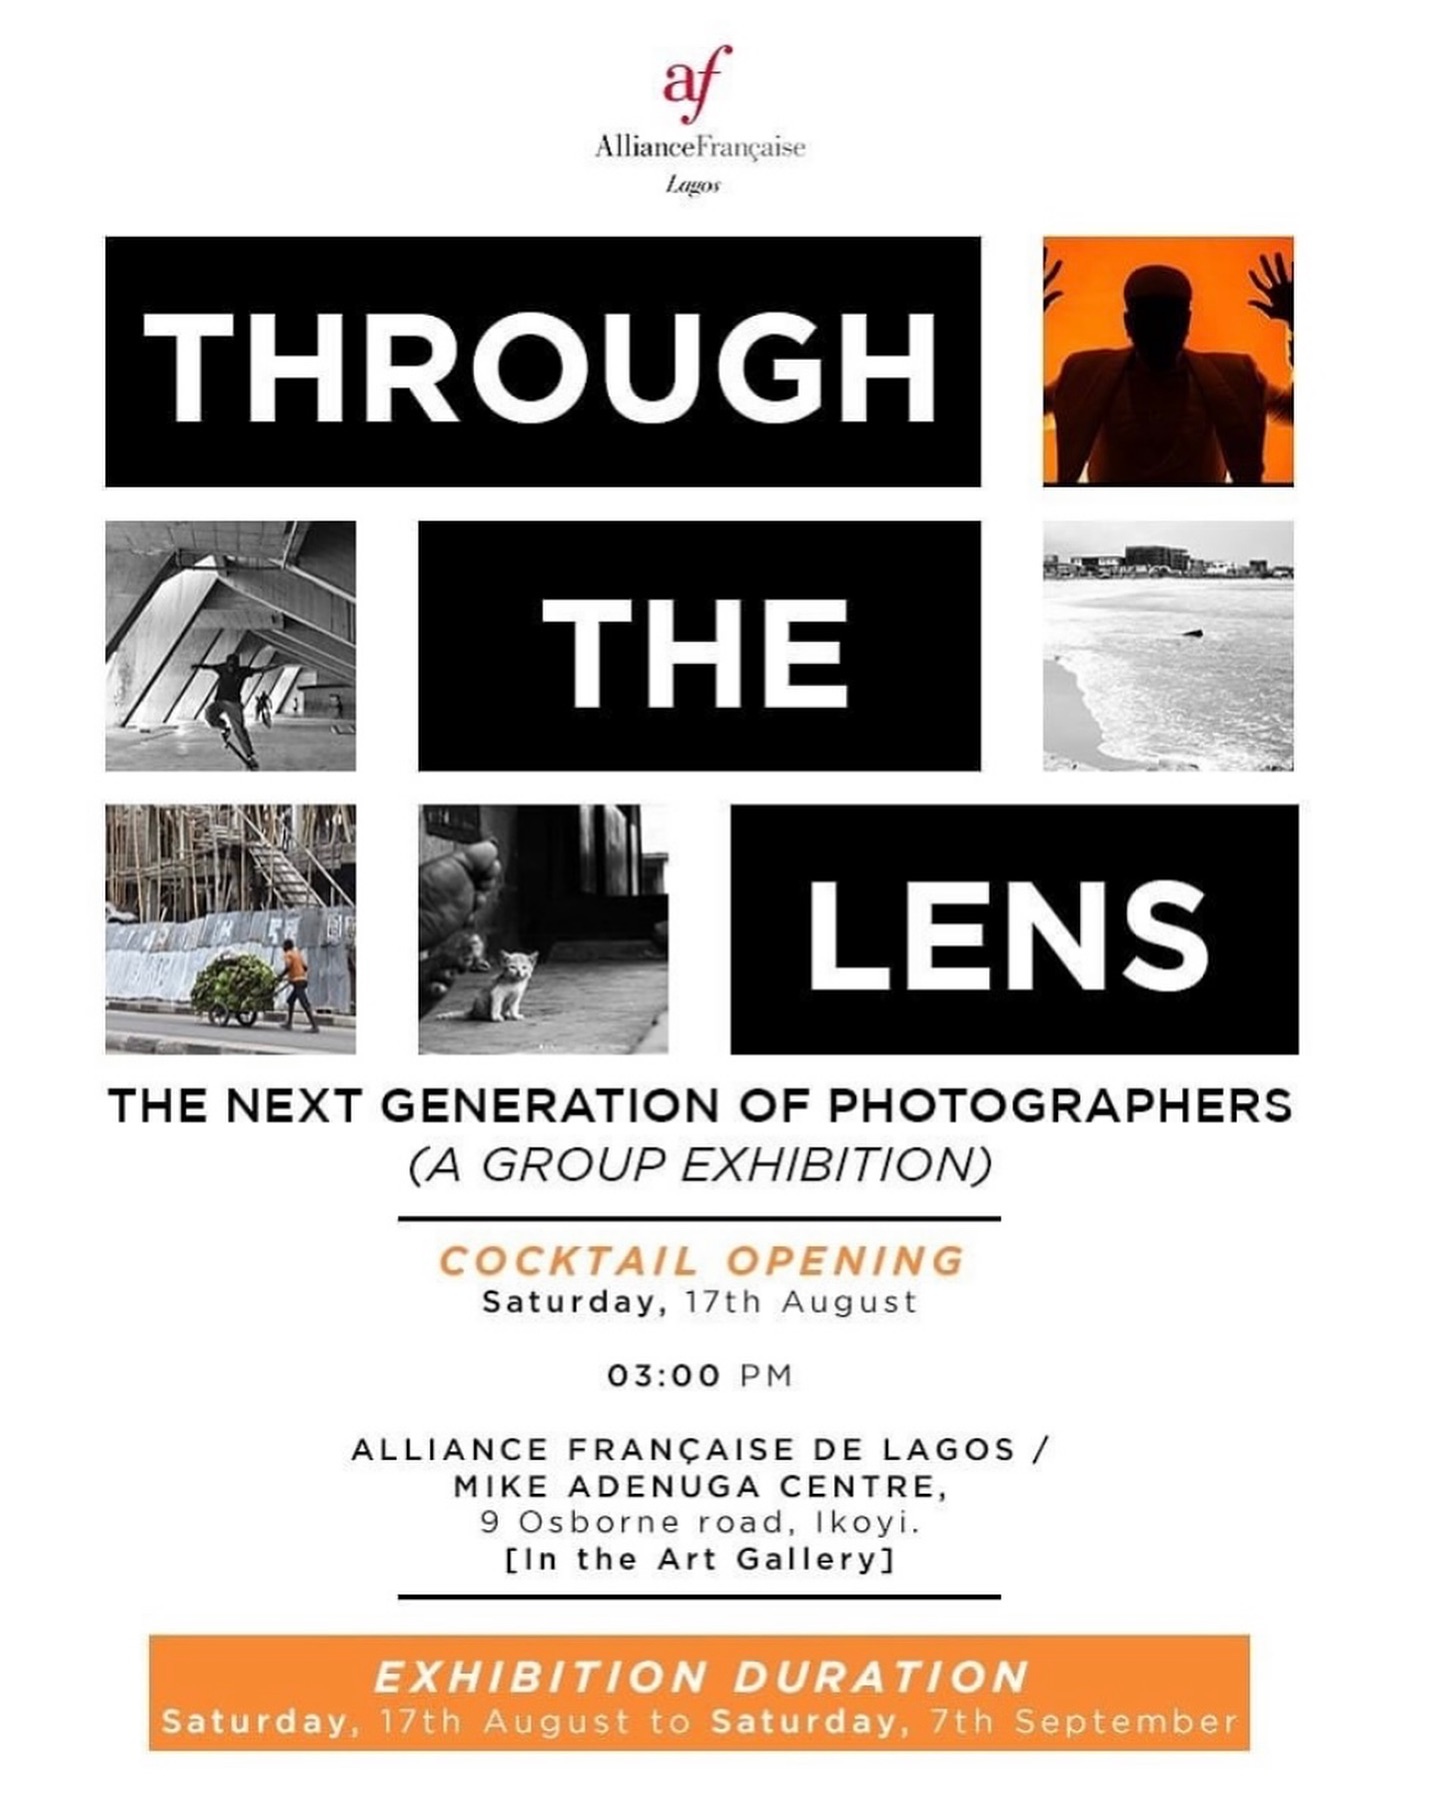 af
AllianceFrançaise
Lagos
THROUGH
THE
LENS
THE NEXT GENERATION OF PHOTOGRAPHERS
(A GROUP EXHIBITION)
COCKTAIL OPENING
Saturday, 17th August
03:00 PM
ALLIANCE FRANÇAISE DE LAGOS /
MIKE ADENUGA CENTRE,
9 Osborne road, Ikoyi.
[In the Art Gallery]
EXHIBITION DURATION
Saturday, 17th August to Saturday, 7th September